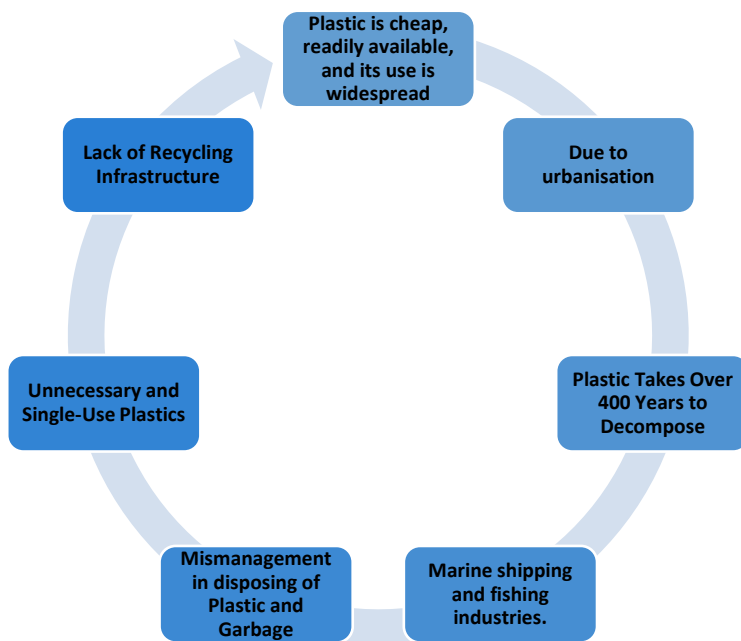 Plastic is cheap,
readily available,
and its use is
widespread
Due to
urbanisation
Plastic Takes Over
400 Years to
Decompose
Marine shipping
and fishing
industries.
Mismanagement
in disposing of
Plastic and
Garbage
Unnecessary and
Single-Use Plastics
Lack of Recycling
Infrastructure